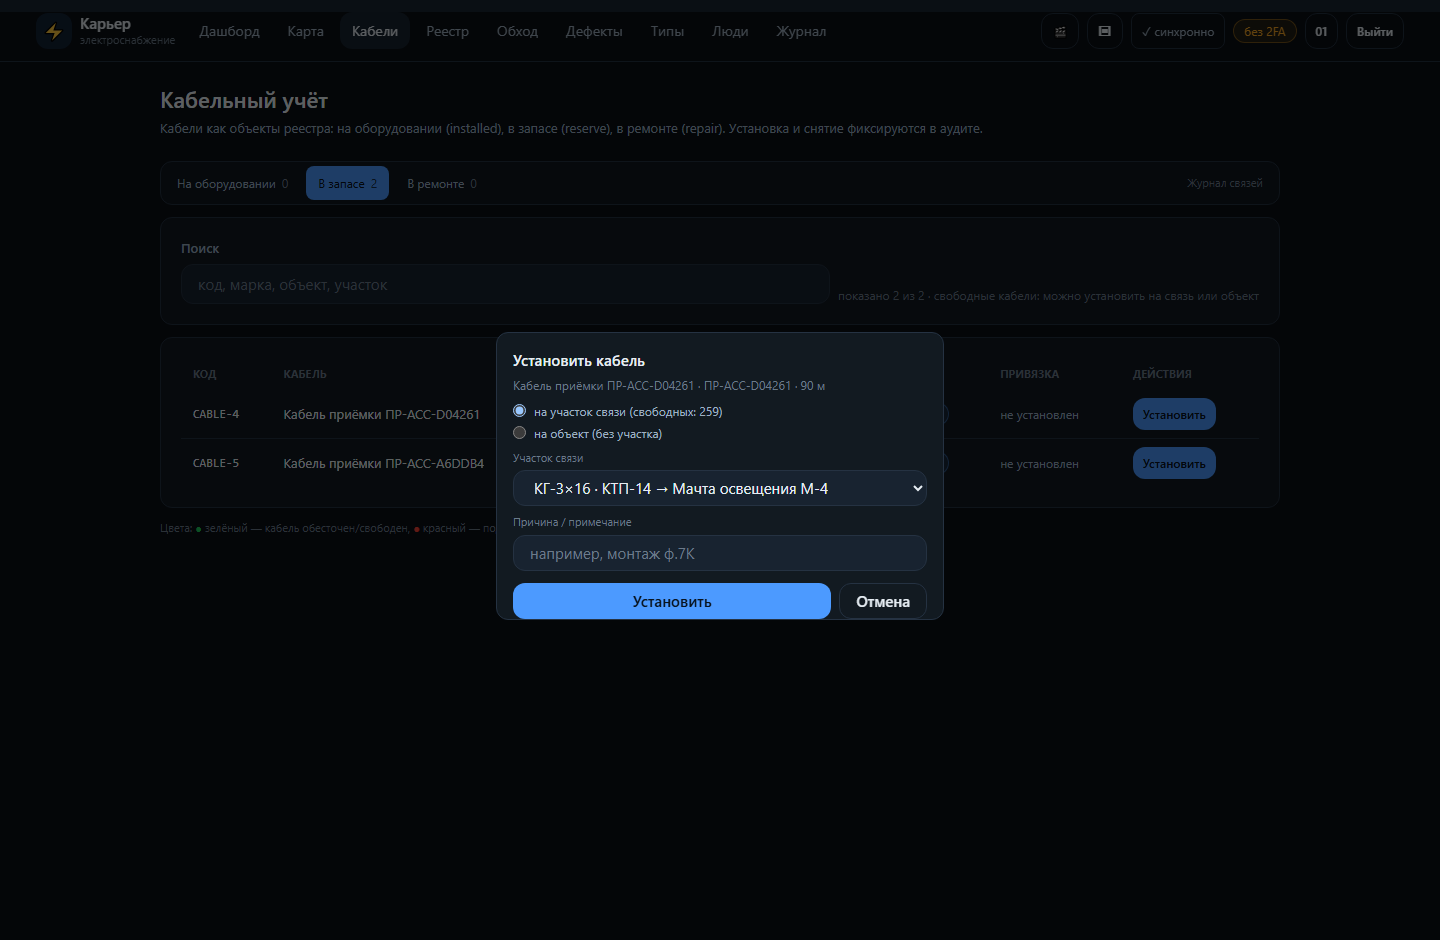 Карьер
электроснабжение
Дашборд Карта Кабели Реестр Обход Дефекты Типы Люди Журнал
✓ синхронно без 2FA 01 Выйти
Кабельный учёт
Кабели как объекты реестра: на оборудовании (installed), в запасе (reserve), в ремонте (repair). Установка и снятие фиксируются в аудите.
На оборудовании 0 В запасе 2 В ремонте 0 Журнал связей
Поиск
код, марка, объект, участок
показано 2 из 2 · свободные кабели: можно установить на связь или объект
КОД КАБЕЛЬ ПРИВЯЗКА ДЕЙСТВИЯ
CABLE-4 Кабель приёмки ПР-ACC-D04261 не установлен Установить
CABLE-5 Кабель приёмки ПР-ACC-A6DDB4 не установлен Установить
Цвета: ● зелёный — кабель обесточен/свободен, ● красный — по
Установить кабель
Кабель приёмки ПР-ACC-D04261 · ПР-ACC-D04261 · 90 м
на участок связи (свободных: 259)
на объект (без участка)
Участок связи
КГ-3×16 · КТП-14 → Мачта освещения М-4
Причина / примечание
например, монтаж ф.7К
Установить Отмена